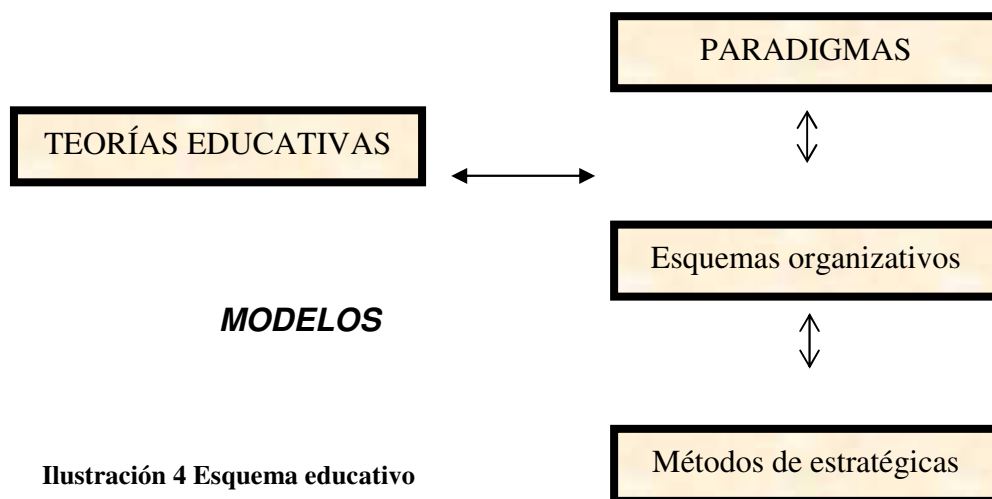 PARADIGMAS
TEORÍAS EDUCATIVAS
Esquemas organizativos
MODELOS
Métodos de estratégicas
Ilustración 4 Esquema educativo